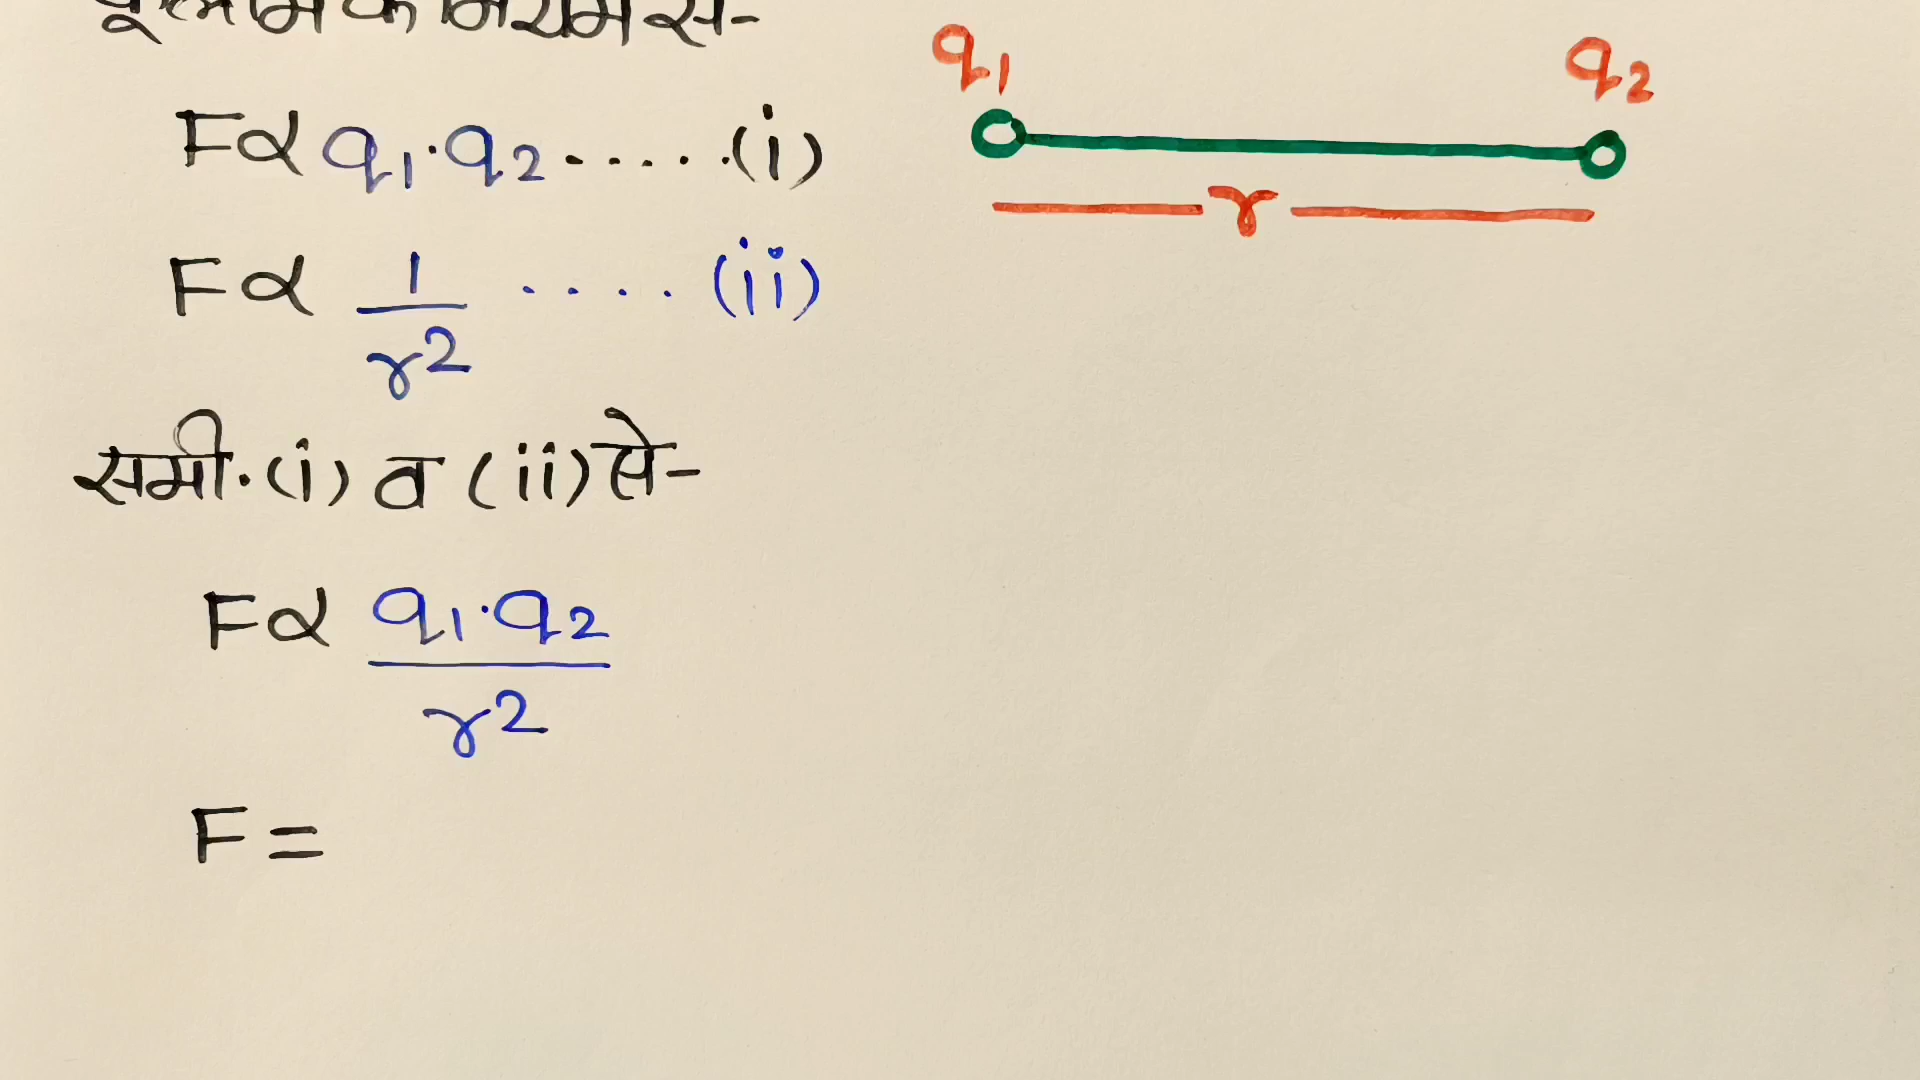 कूलाम के नियम से-
F∝ q₁·q₂ ...... (i)
q₁ q₂
r
F∝ 1/r² .... (ii)
समी. (i) व (ii) से-
F∝ q₁·q₂/r²
F =